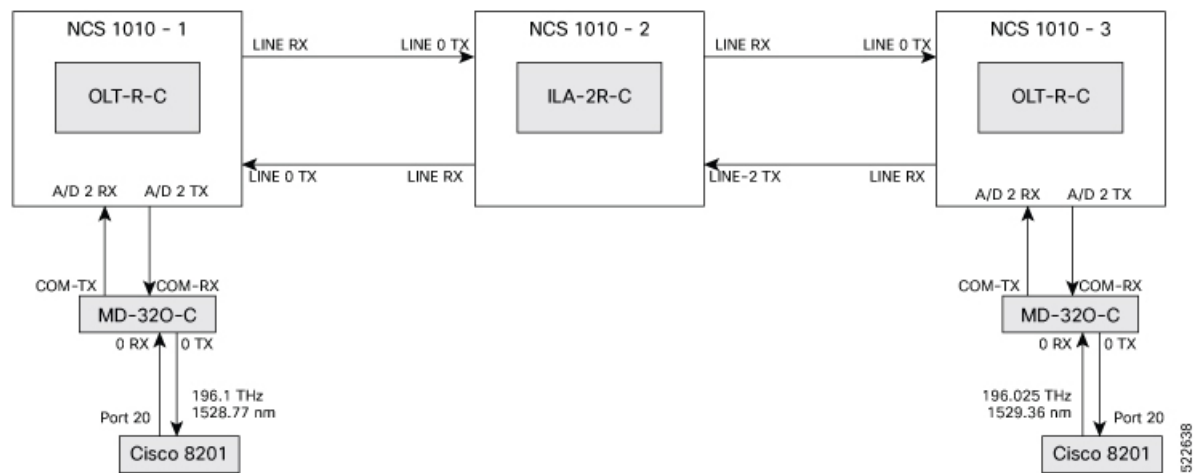 NCS 1010 - 1
NCS 1010 - 2
NCS 1010 - 3
LINE RX
LINE 0 TX
LINE RX
LINE 0 TX
OLT-R-C
ILA-2R-C
OLT-R-C
LINE 0 TX
LINE RX
LINE-2 TX
LINE RX
A/D 2 RX
A/D 2 TX
A/D 2 RX
A/D 2 TX
COM-TX
COM-RX
COM-TX
COM-RX
MD-32O-C
MD-32O-C
0 RX
0 TX
0 RX
0 TX
196.1 THz
1528.77 nm
196.025 THz
1529.36 nm
Port 20
Port 20
Cisco 8201
Cisco 8201
522638